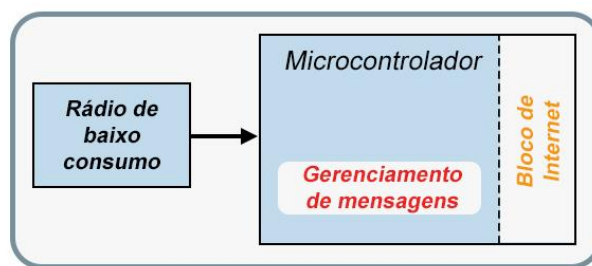 Microcontrolador
Rádio de
baixo
consumo
Gerenciamento
de mensagens
Bloco de
Internet